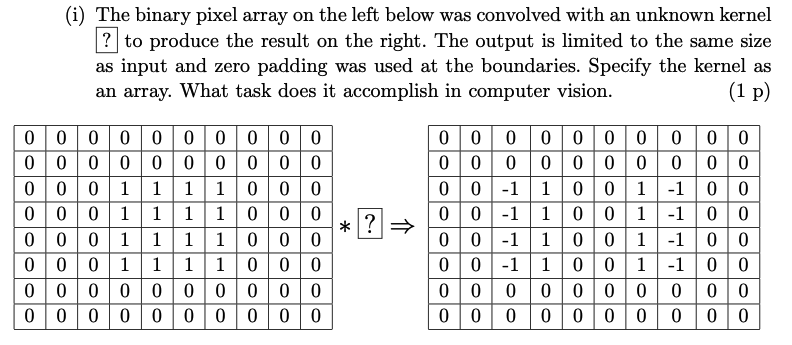 (i) The binary pixel array on the left below was convolved with an unknown kernel
? to produce the result on the right. The output is limited to the same size
as input and zero padding was used at the boundaries. Specify the kernel as
an array. What task does it accomplish in computer vision. (1 p)
0 0 0 0 0 0 0 0 0 0 0 0 0 0 0 0 0 0 0 0
0 0 0 0 0 0 0 0 0 0 0 0 0 0 0 0 0 0 0 0
0 0 0 1 1 1 1 0 0 0 0 0 -1 1 0 0 1 -1 0 0
0 0 0 1 1 1 1 0 0 0 0 0 -1 1 0 0 1 -1 0 0
* ? ⇒
0 0 0 1 1 1 1 0 0 0 0 0 -1 1 0 0 1 -1 0 0
0 0 0 1 1 1 1 0 0 0 0 0 -1 1 0 0 1 -1 0 0
0 0 0 0 0 0 0 0 0 0 0 0 0 0 0 0 0 0 0 0
0 0 0 0 0 0 0 0 0 0 0 0 0 0 0 0 0 0 0 0